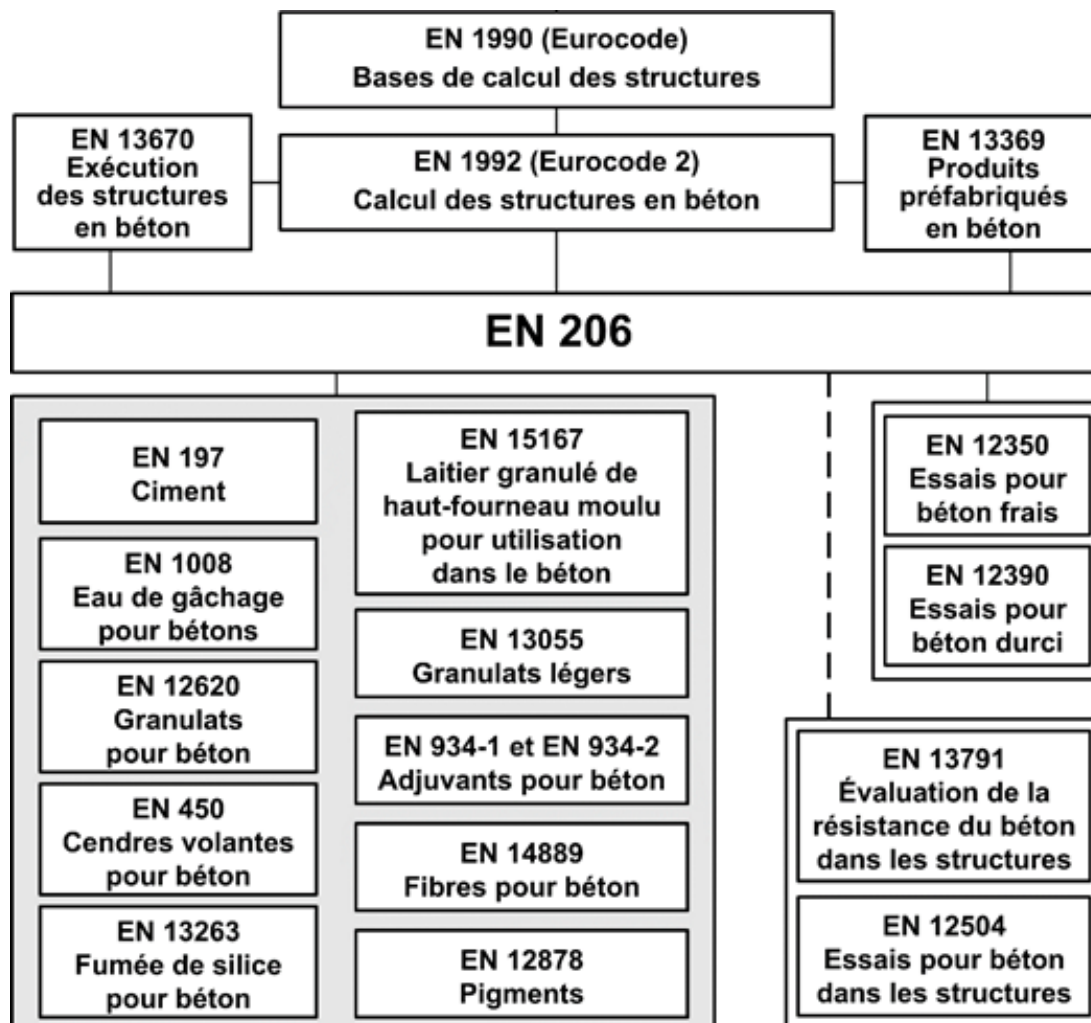 EN 1990 (Eurocode)
Bases de calcul des structures
EN 13670
Exécution
des structures
en béton
EN 1992 (Eurocode 2)
Calcul des structures en béton
EN 13369
Produits
préfabriqués
en béton
EN 206
EN 197
Ciment
EN 1008
Eau de gâchage
pour bétons
EN 12620
Granulats
pour béton
EN 450
Cendres volantes
pour béton
EN 13263
Fumée de silice
pour béton
EN 15167
Laitier granulé de
haut-fourneau moulu
pour utilisation
dans le béton
EN 13055
Granulats légers
EN 934-1 et EN 934-2
Adjuvants pour béton
EN 14889
Fibres pour béton
EN 12878
Pigments
EN 12350
Essais pour
béton frais
EN 12390
Essais pour
béton durci
EN 13791
Évaluation de la
résistance du béton
dans les structures
EN 12504
Essais pour béton
dans les structures